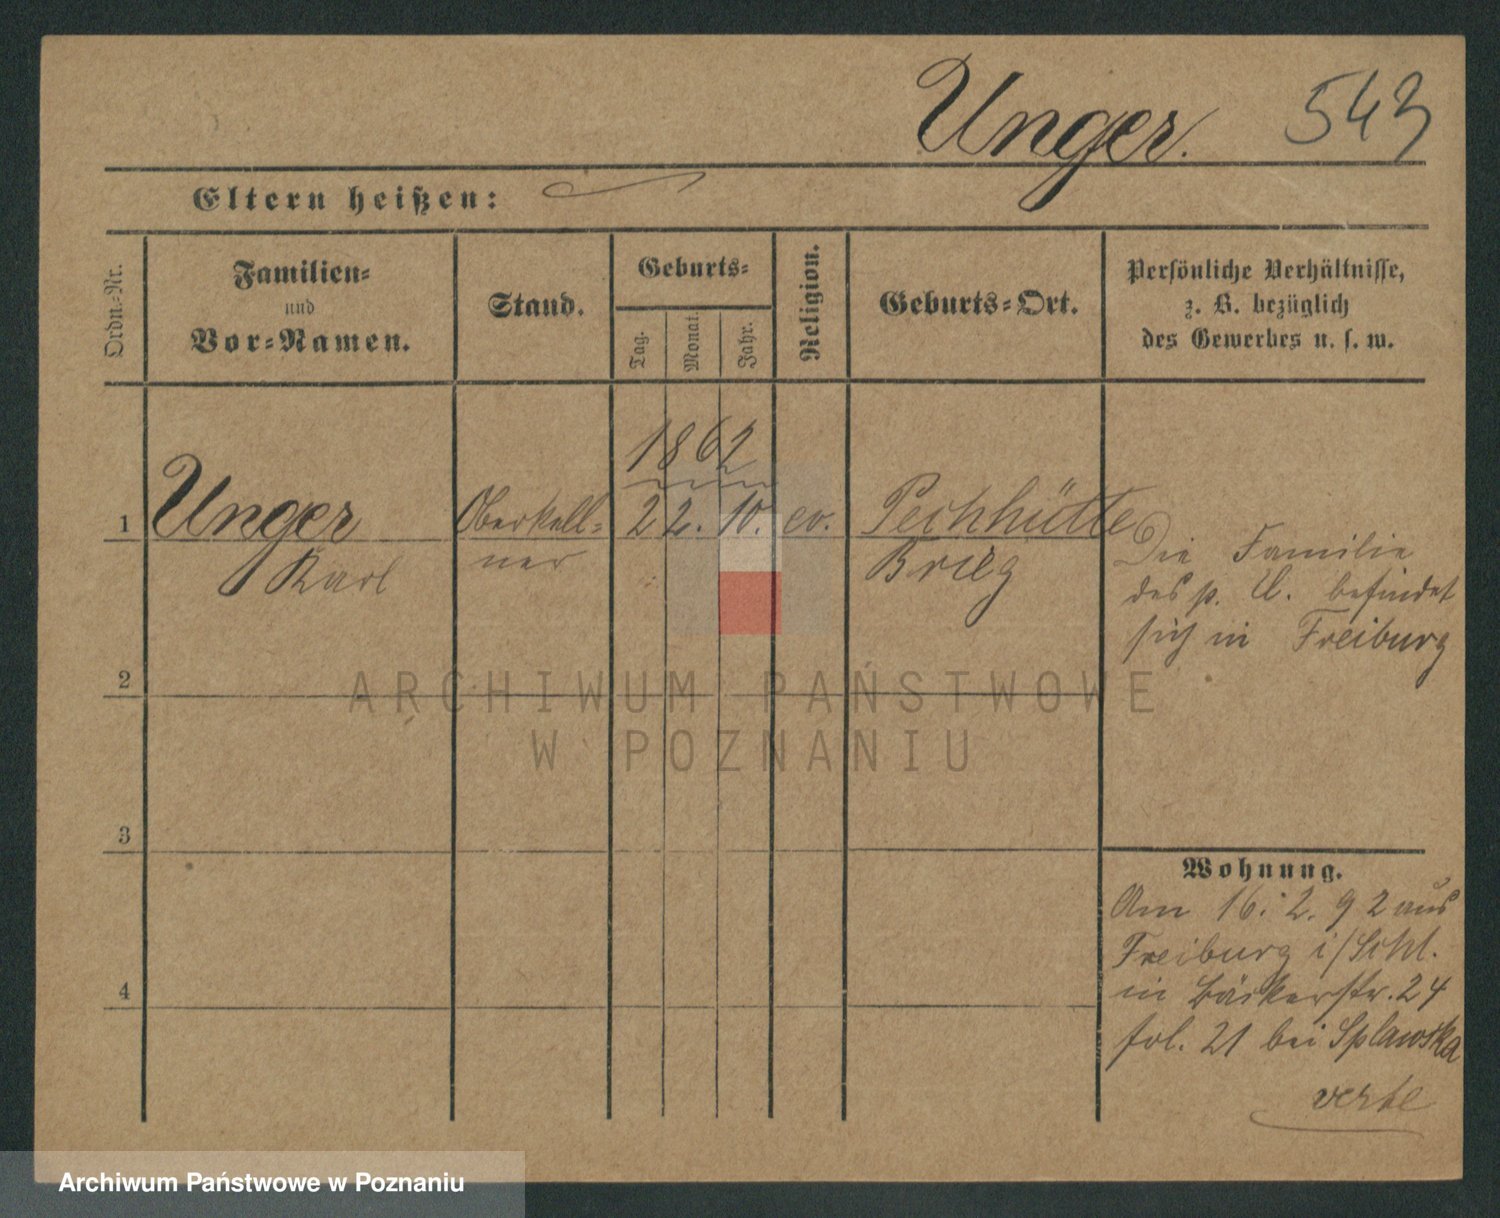 Unger. 543
Eltern heißen:
Ordn.-Nr.
Familien-
und
Vor-Namen.
Stand.
Geburts-
Tag.
Monat.
Jahr.
Religion.
Geburts-Ort.
Persönliche Verhältnisse,
z. B. bezüglich
des Gewerbes u. s. w.
1862
1 Unger Oberkell- 22. 10. ev. Pechhütte
Karl ner Brieg
Die Familie
des p. U. befindet
sich in Freiburg
2
3
4
Wohnung.
Am 16. 2. 92 aus
Freiburg i/Schl.
in Bäckerstr. 24
fol. 21 bei Splawska
verte
ARCHIWUM PAŃSTWOWE
W POZNANIU
Archiwum Państwowe w Poznaniu